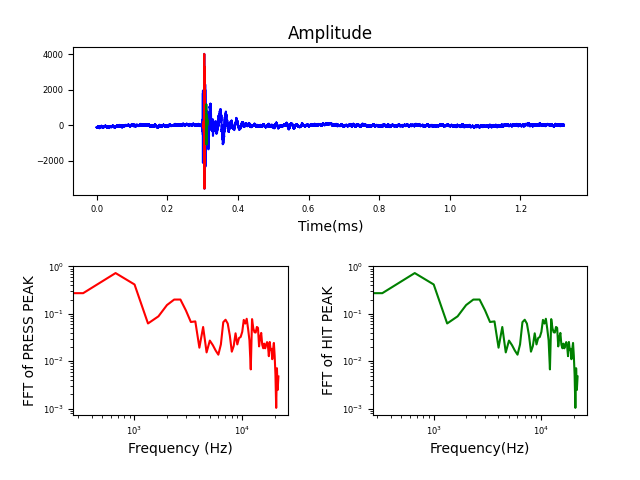 Amplitude
4000
2000
0
−2000
0.0 0.2 0.4 0.6 0.8 1.0 1.2
Time(ms)
FFT of PRESS PEAK
10⁰
10⁻¹
10⁻²
10⁻³
10³ 10⁴
Frequency (Hz)
FFT of HIT PEAK
10⁰
10⁻¹
10⁻²
10⁻³
10³ 10⁴
Frequency(Hz)